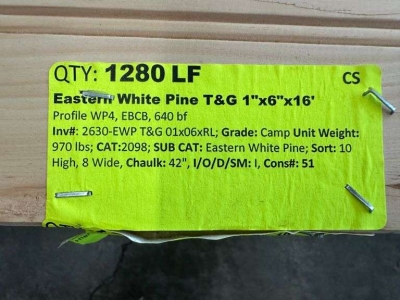 QTY: 1280 LF
CS
Eastern White Pine T&G 1"x6"x16'
Profile WP4, EBCB, 640 bf
Inv#: 2630-EWP T&G 01x06xRL; Grade: Camp Unit Weight:
970 lbs; CAT:2098; SUB CAT: Eastern White Pine; Sort: 10
High, 8 Wide, Chaulk: 42", I/O/D/SM: I, Cons#: 51